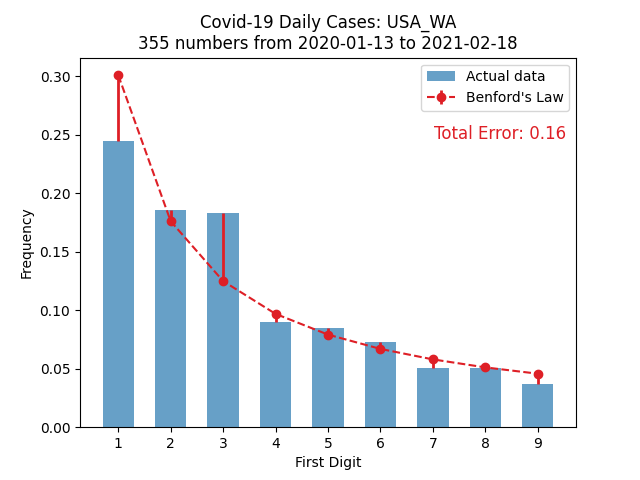 Covid-19 Daily Cases: USA_WA
355 numbers from 2020-01-13 to 2021-02-18
Actual data
Benford's Law
Total Error: 0.16
Frequency
0.30
0.25
0.20
0.15
0.10
0.05
0.00
1 2 3 4 5 6 7 8 9
First Digit